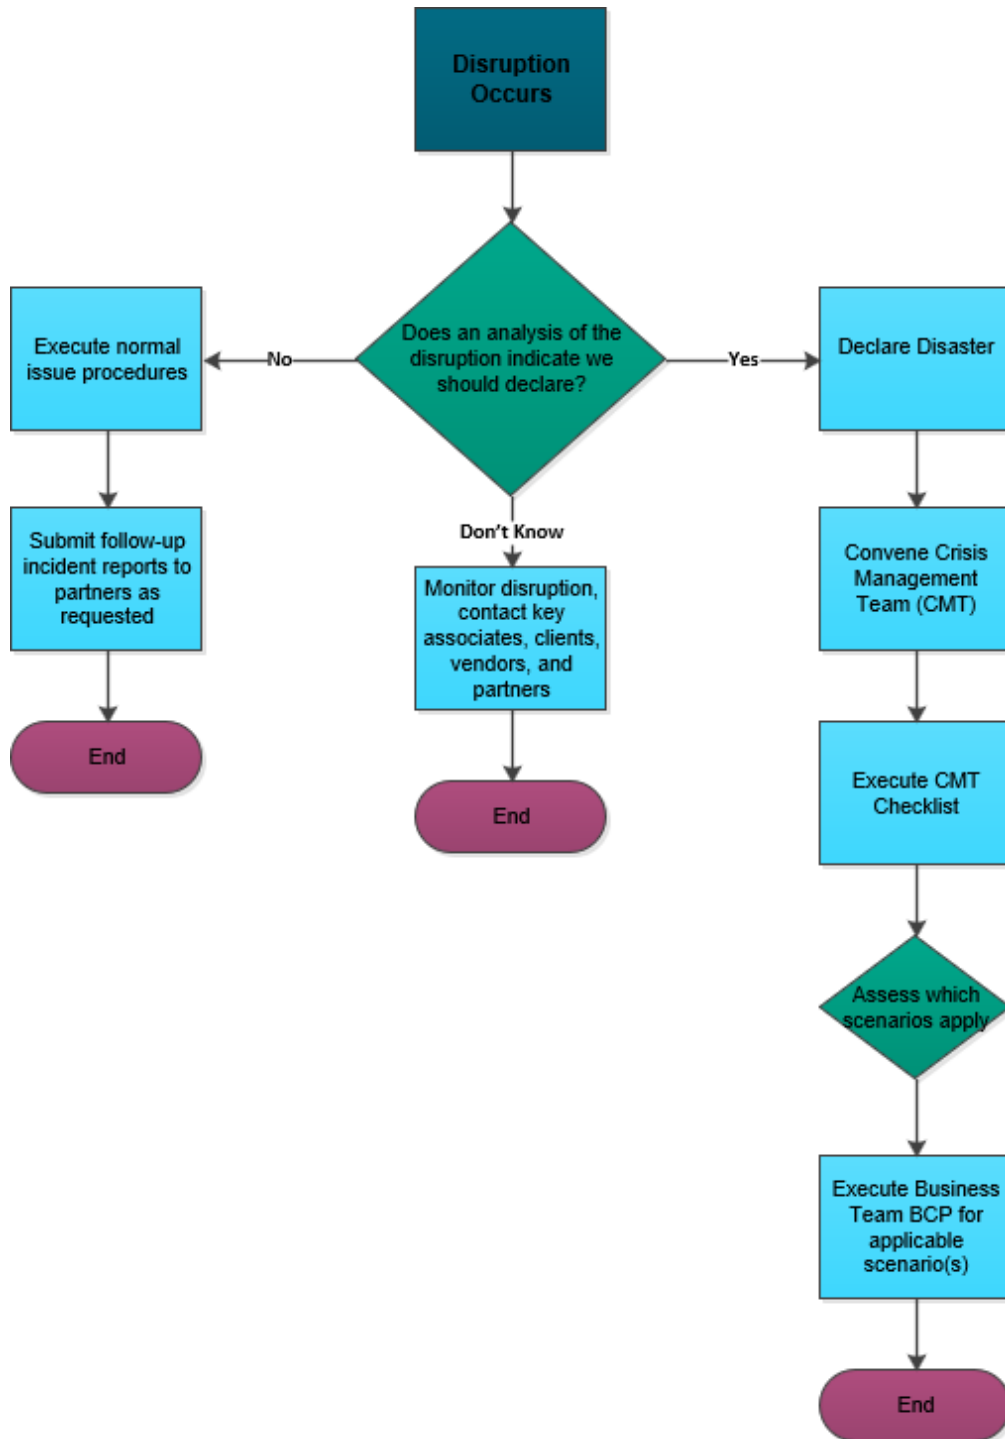 Disruption
Occurs
Does an analysis of the
disruption indicate we
should declare?
No
Yes
Don't Know
Execute normal
issue procedures
Submit follow-up
incident reports to
partners as
requested
End
Monitor disruption,
contact key
associates, clients,
vendors, and
partners
End
Declare Disaster
Convene Crisis
Management
Team (CMT)
Execute CMT
Checklist
Assess which
scenarios apply
Execute Business
Team BCP for
applicable
scenario(s)
End